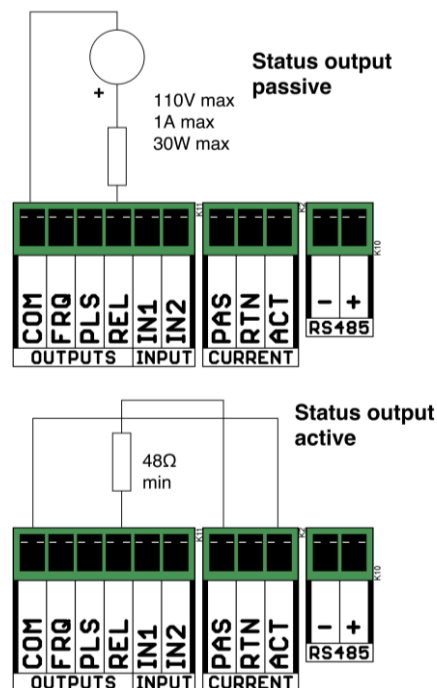 Status output
passive
+
110V max
1A max
30W max
K11
K2
K10
COM FRQ PLS REL IN1 IN2 PAS RTN ACT - +
OUTPUTS INPUT CURRENT RS485
Status output
active
48Ω
min
K11
K2
K10
COM FRQ PLS REL IN1 IN2 PAS RTN ACT - +
OUTPUTS INPUT CURRENT RS485